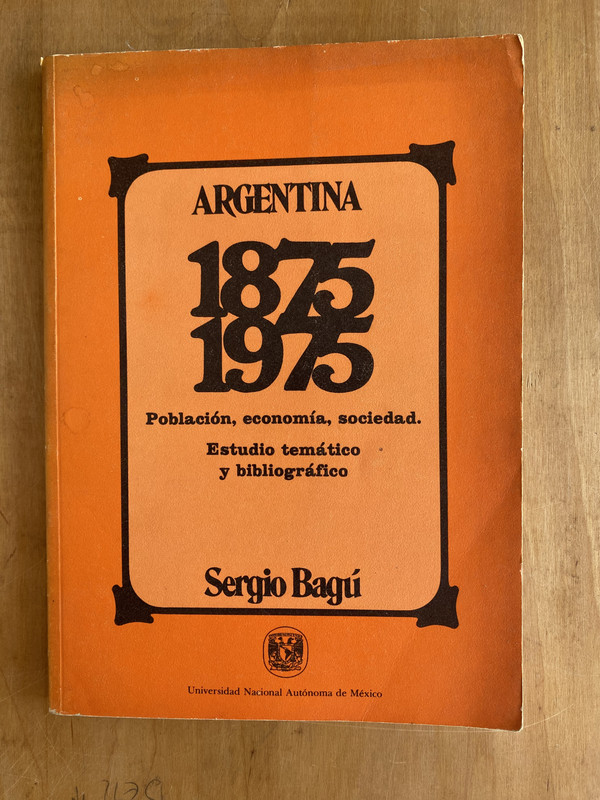 ARGENTINA
1875
1975
Población, economía, sociedad.
Estudio temático
y bibliográfico
Sergio Bagú
Universidad Nacional Autónoma de México